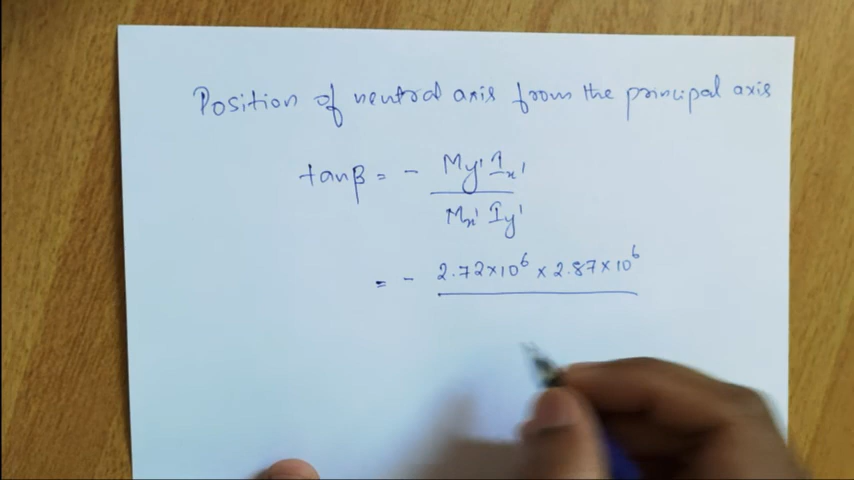 Position of neutral axis from the principal axis
tanβ = - My' Ix'
Mx' Iy'
= - 2.72×10⁶ × 2.87×10⁶